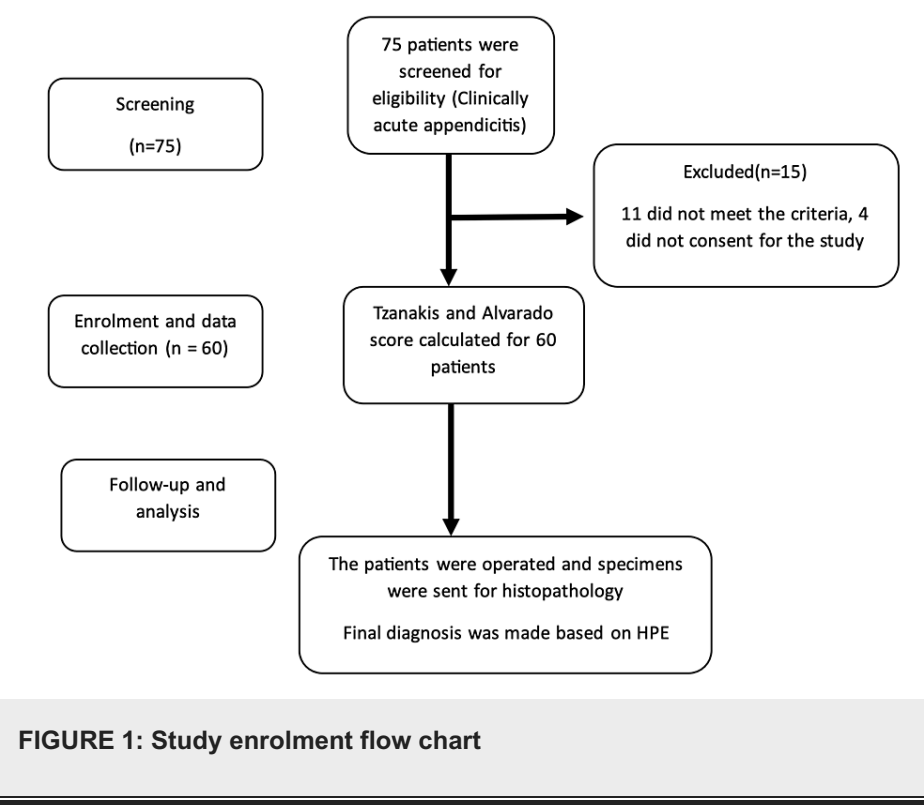 75 patients were
screened for
eligibility (Clinically
acute appendicitis)
Screening
(n=75)
Excluded(n=15)
11 did not meet the criteria, 4
did not consent for the study
Enrolment and data
collection (n = 60)
Tzanakis and Alvarado
score calculated for 60
patients
Follow-up and
analysis
The patients were operated and specimens
were sent for histopathology
Final diagnosis was made based on HPE
FIGURE 1: Study enrolment flow chart